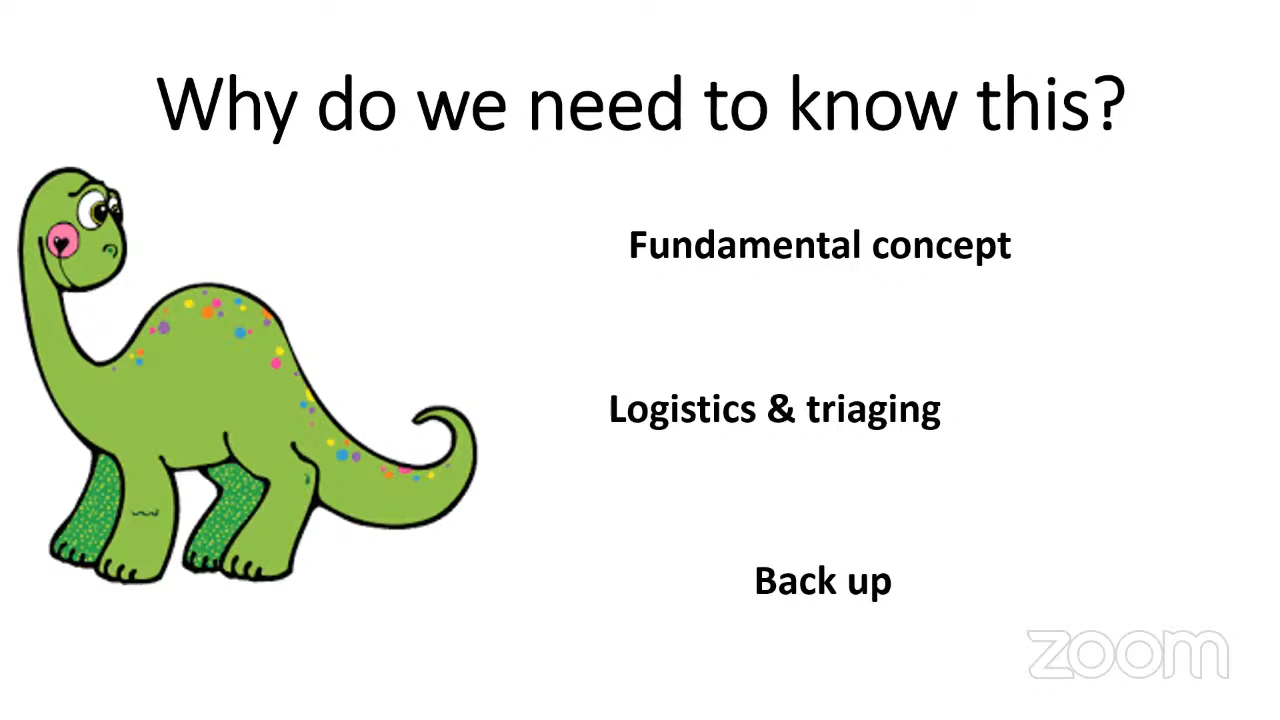 Why do we need to know this?
Fundamental concept
Logistics & triaging
Back up
zoom